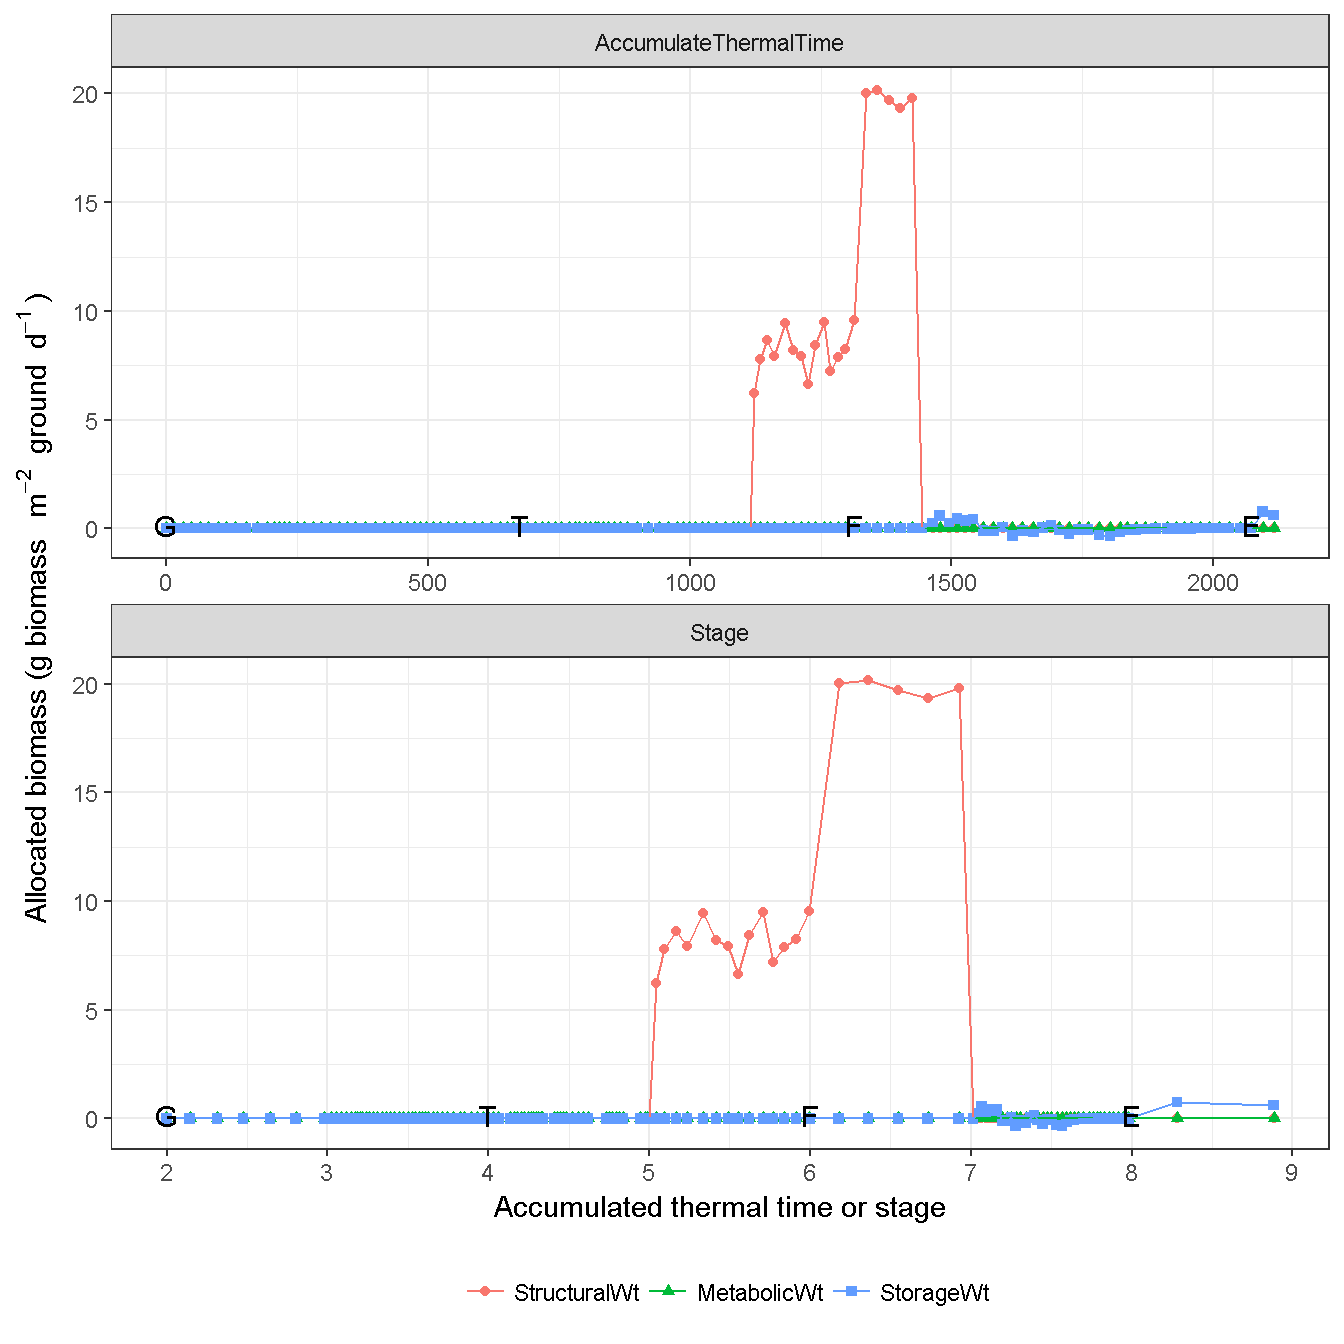 AccumulateThermalTime
20
15
10
5
0
G
T
F
E
0
500
1000
1500
2000
Stage
20
15
10
5
0
G
T
F
E
2
3
4
5
6
7
8
9
Accumulated thermal time or stage
Allocated biomass (g biomass m⁻² ground d⁻¹)
StructuralWt
MetabolicWt
StorageWt